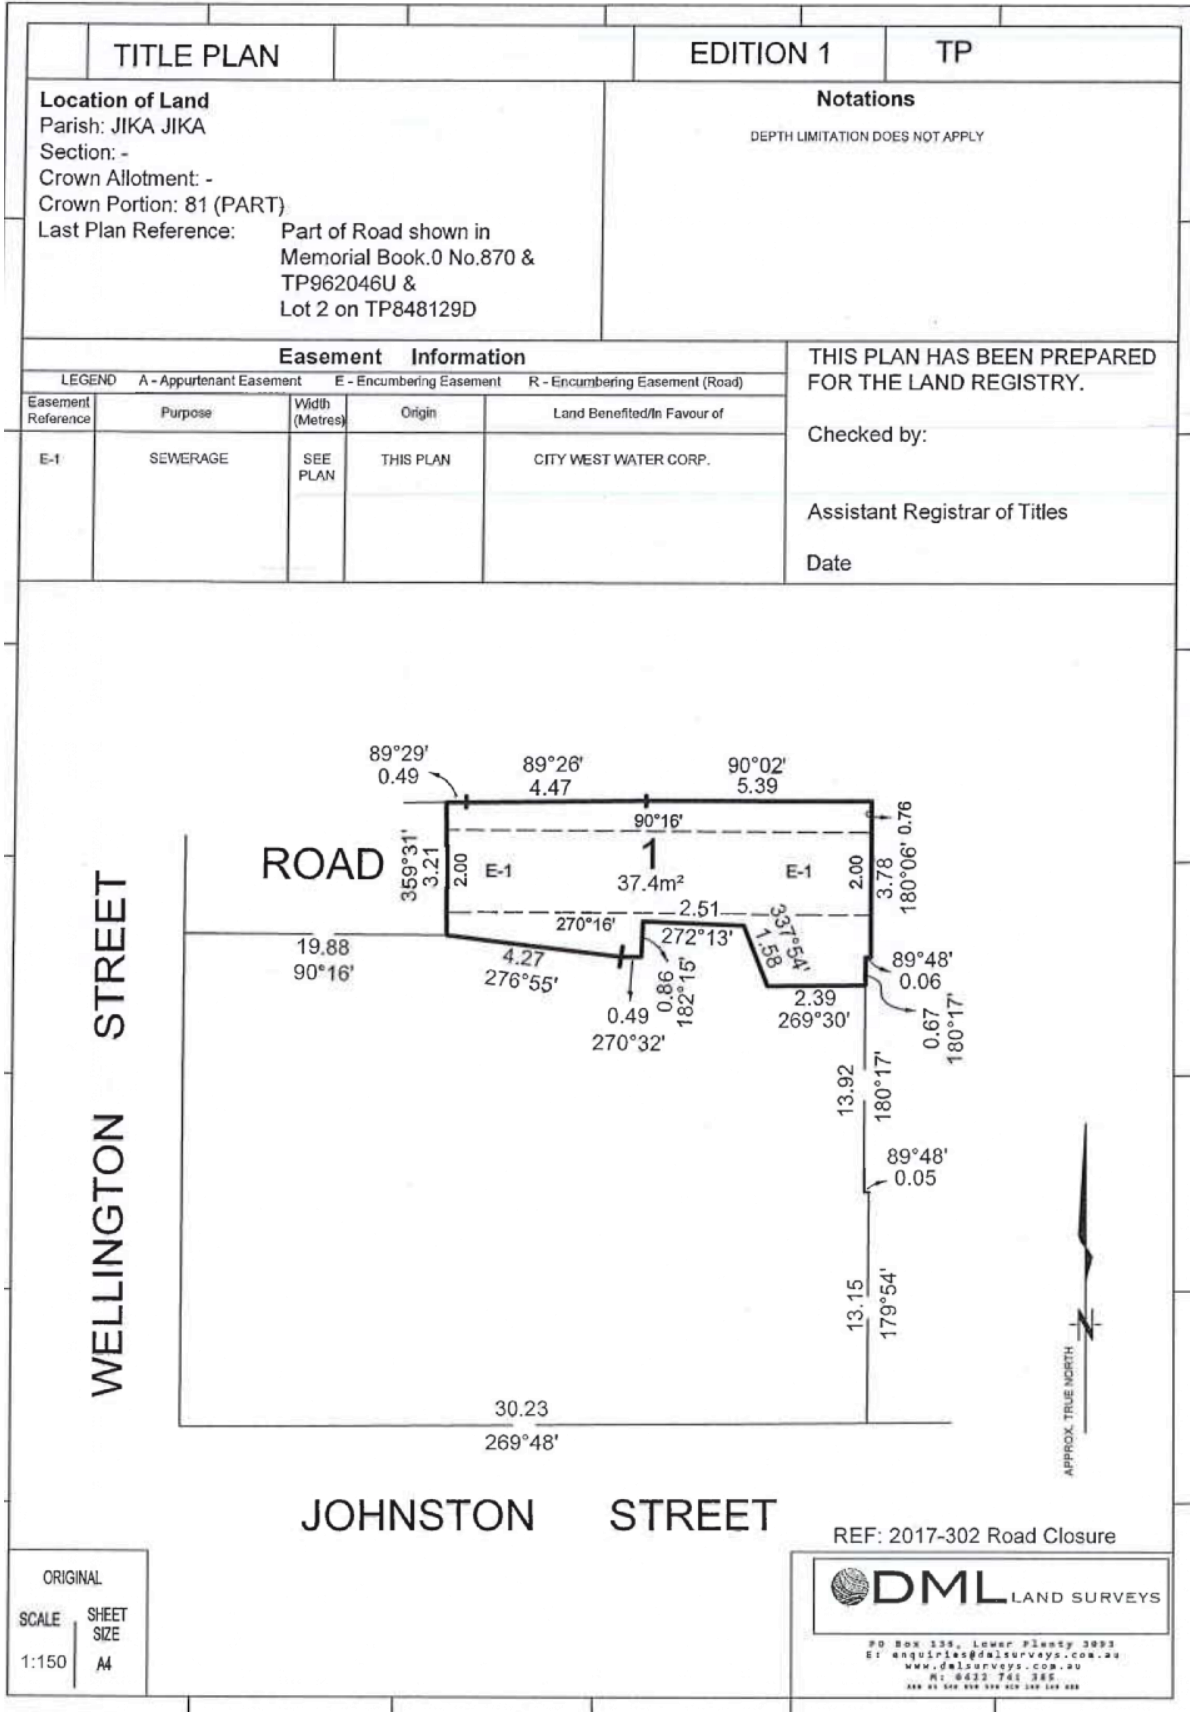 TITLE PLAN
EDITION 1
TP
Location of Land
Parish: JIKA JIKA
Section: -
Crown Allotment: -
Crown Portion: 81 (PART)
Last Plan Reference: Part of Road shown in
Memorial Book.0 No.870 &
TP962046U &
Lot 2 on TP848129D
Notations
DEPTH LIMITATION DOES NOT APPLY
Easement Information
LEGEND A - Appurtenant Easement E - Encumbering Easement R - Encumbering Easement (Road)
Easement Reference
Purpose
Width (Metres)
Origin
Land Benefited/In Favour of
E-1
SEWERAGE
SEE PLAN
THIS PLAN
CITY WEST WATER CORP.
THIS PLAN HAS BEEN PREPARED
FOR THE LAND REGISTRY.
Checked by:
Assistant Registrar of Titles
Date
89°29'
0.49
89°26'
4.47
90°02'
5.39
0.76
90°16'
ROAD
359°31'
3.21
2.00
E-1
1
37.4m²
E-1
2.00
3.78
180°06'
270°16'
2.51
272°13'
337°54'
1.58
19.88
90°16'
4.27
276°55'
0.49
270°32'
0.86
182°15'
2.39
269°30'
89°48'
0.06
0.67
180°17'
13.92
180°17'
89°48'
0.05
13.15
179°54'
30.23
269°48'
WELLINGTON STREET
JOHNSTON STREET
N
APPROX. TRUE NORTH
REF: 2017-302 Road Closure
ORIGINAL
SCALE
SHEET SIZE
1:150
A4
DML LAND SURVEYS
PO Box 136, Lower Plenty 3093
E: enquiries@dmlsurveys.com.au
www.dmlsurveys.com.au